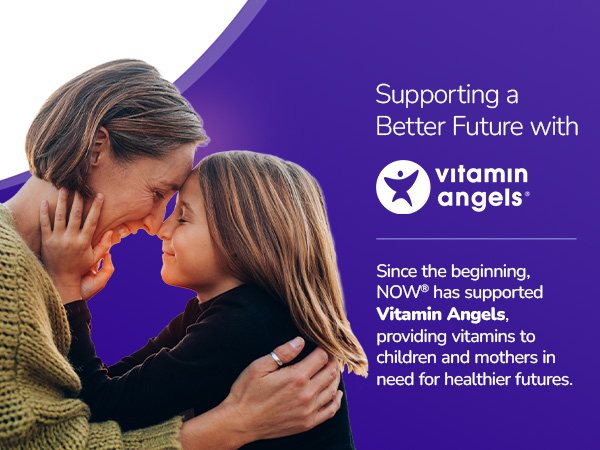 Supporting a
Better Future with
vitamin
angels®
Since the beginning,
NOW® has supported
Vitamin Angels,
providing vitamins to
children and mothers in
need for healthier futures.